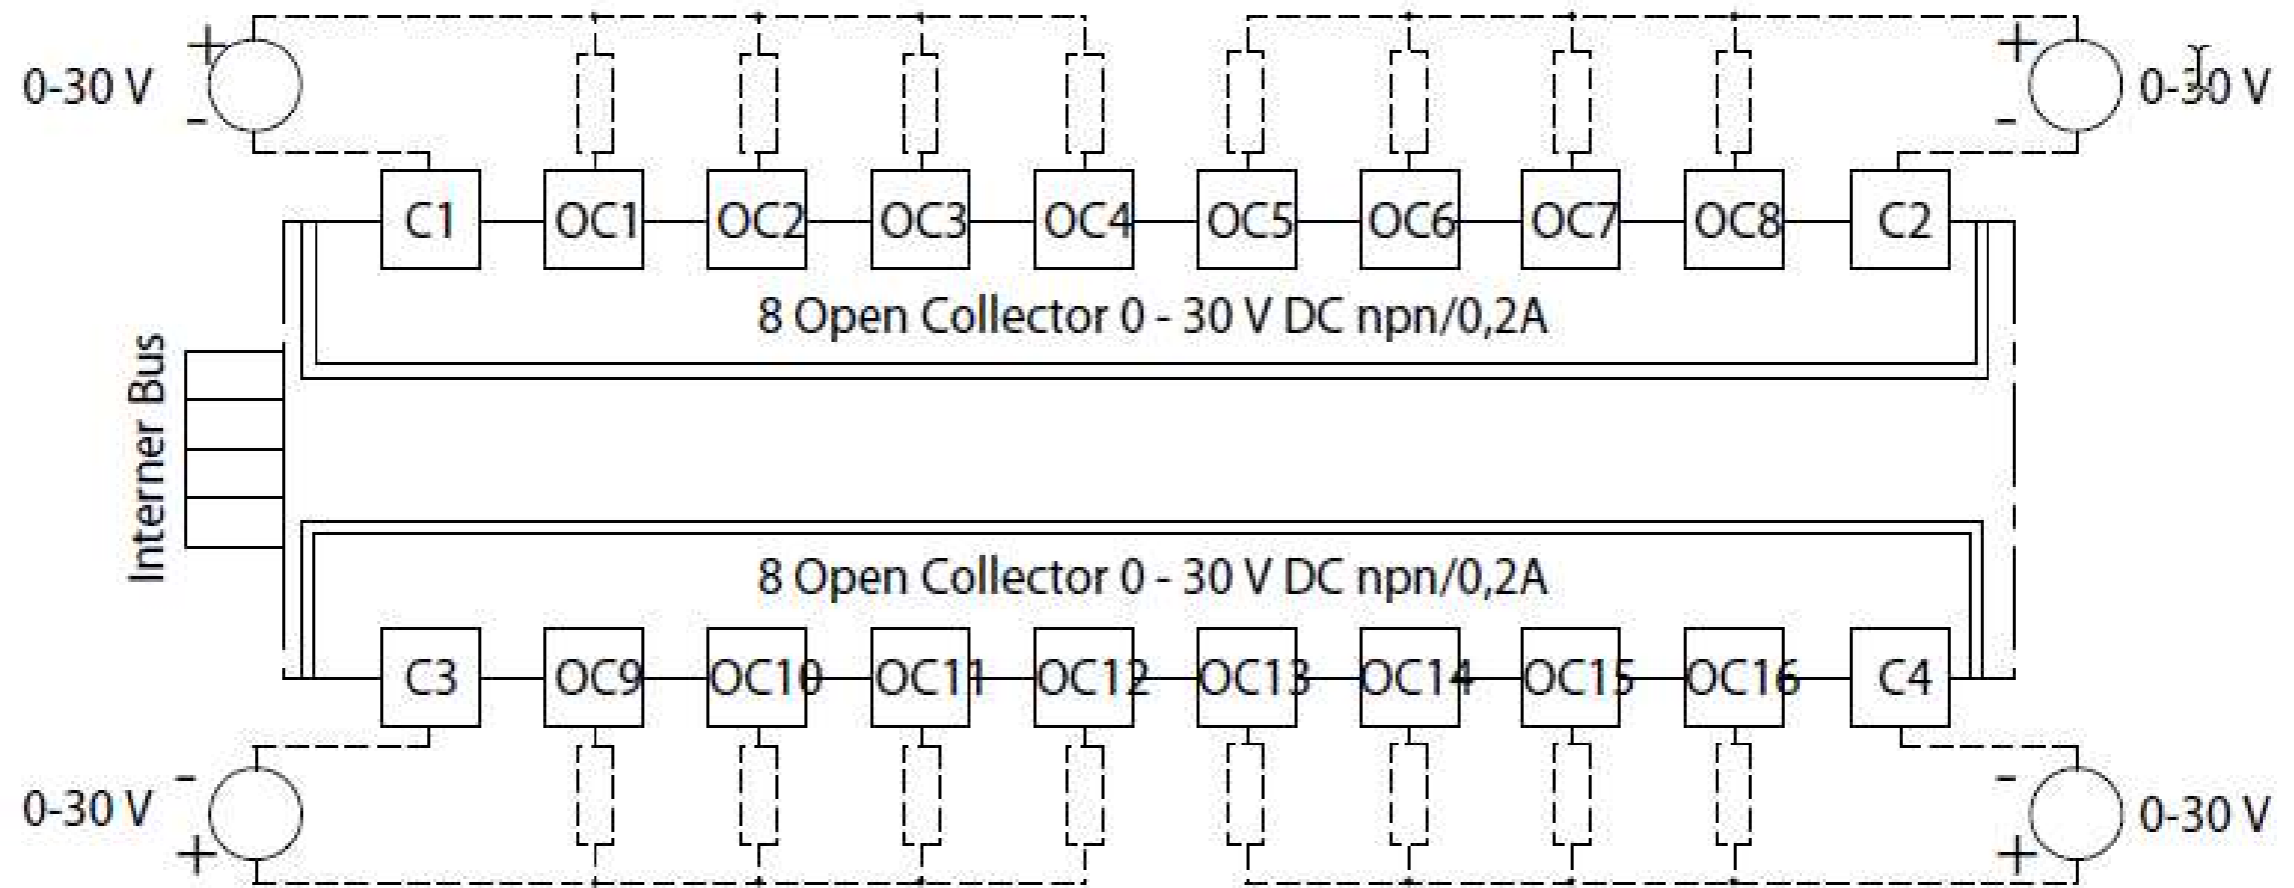 + +
0-30 V 0-30 V
- -
C1 OC1 OC2 OC3 OC4 OC5 OC6 OC7 OC8 C2
8 Open Collector 0 - 30 V DC npn/0,2A
Interner Bus
8 Open Collector 0 - 30 V DC npn/0,2A
C3 OC9 OC10 OC11 OC12 OC13 OC14 OC15 OC16 C4
- -
0-30 V 0-30 V
+ +